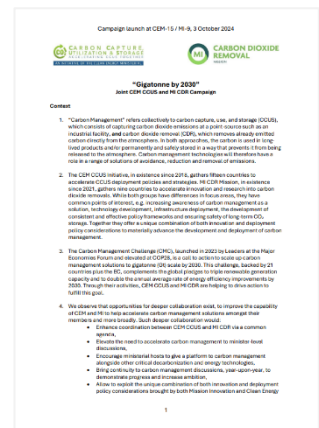 Campaign launch at CEM-15 / MI-9, 3 October 2024
CARBON CAPTURE,
UTILIZATION & STORAGE
MI
CARBON DIOXIDE
REMOVAL
MISSION
"Gigatonne by 2030"
Joint CEM CCUS and MI CDR Campaign
Context
1. "Carbon Management" refers collectively to carbon capture, use, and storage (CCUS),
which consists of capturing carbon dioxide emissions at a point-source such as an
industrial facility, and carbon dioxide removal (CDR), which removes already emitted
carbon directly from the atmosphere. In both approaches, the carbon is used in long-
lived products and/or permanently and safely stored in a way that prevents it from being
released to the atmosphere. Carbon management technologies will therefore have a
role in a range of solutions of avoidance, reduction and removal of emissions.
2. The CEM CCUS Initiative, in existence since 2018, gathers fifteen countries to
accelerate CCUS deployment policies and strategies. MI CDR Mission, in existence
since 2021, gathers nine countries to accelerate innovation and research into carbon
dioxide removals. While both groups have differences in focus areas, they have
common points of interest, e.g. increasing awareness of carbon management as a
solution, technology development, infrastructure deployment, the development of
consistent and effective policy frameworks and ensuring safety of long-term CO₂
storage. Together they offer a unique combination of both innovation and deployment
policy considerations to materially advance the development and deployment of carbon
management.
3. The Carbon Management Challenge (CMC), launched in 2023 by Leaders at the Major
Economies Forum and elevated at COP28, is a call to action to scale up carbon
management solutions to gigatonne (Gt) scale by 2030. This challenge, backed by 21
countries plus the EC, complements the global pledges to triple renewable generation
capacity and to double the annual average rate of energy efficiency improvements by
2030. Through their activities, CEM CCUS and MI CDR are helping to drive action to
fulfil this goal.
4. We observe that opportunities for deeper collaboration exist, to improve the capability
of CEM and MI to help accelerate carbon management solutions amongst their
members and more broadly. Such deeper collaboration would:
• Enhance coordination between CEM CCUS and MI CDR via a common
agenda,
• Elevate the need to accelerate carbon management to minister-level
discussions,
• Encourage ministerial hosts to give a platform to carbon management
alongside other critical decarbonization and energy technologies,
• Bring continuity to carbon management discussions, year-upon-year, to
demonstrate progress and increase ambition,
• Allow to exploit the unique combination of both innovation and deployment
policy considerations brought by both Mission Innovation and Clean Energy
1